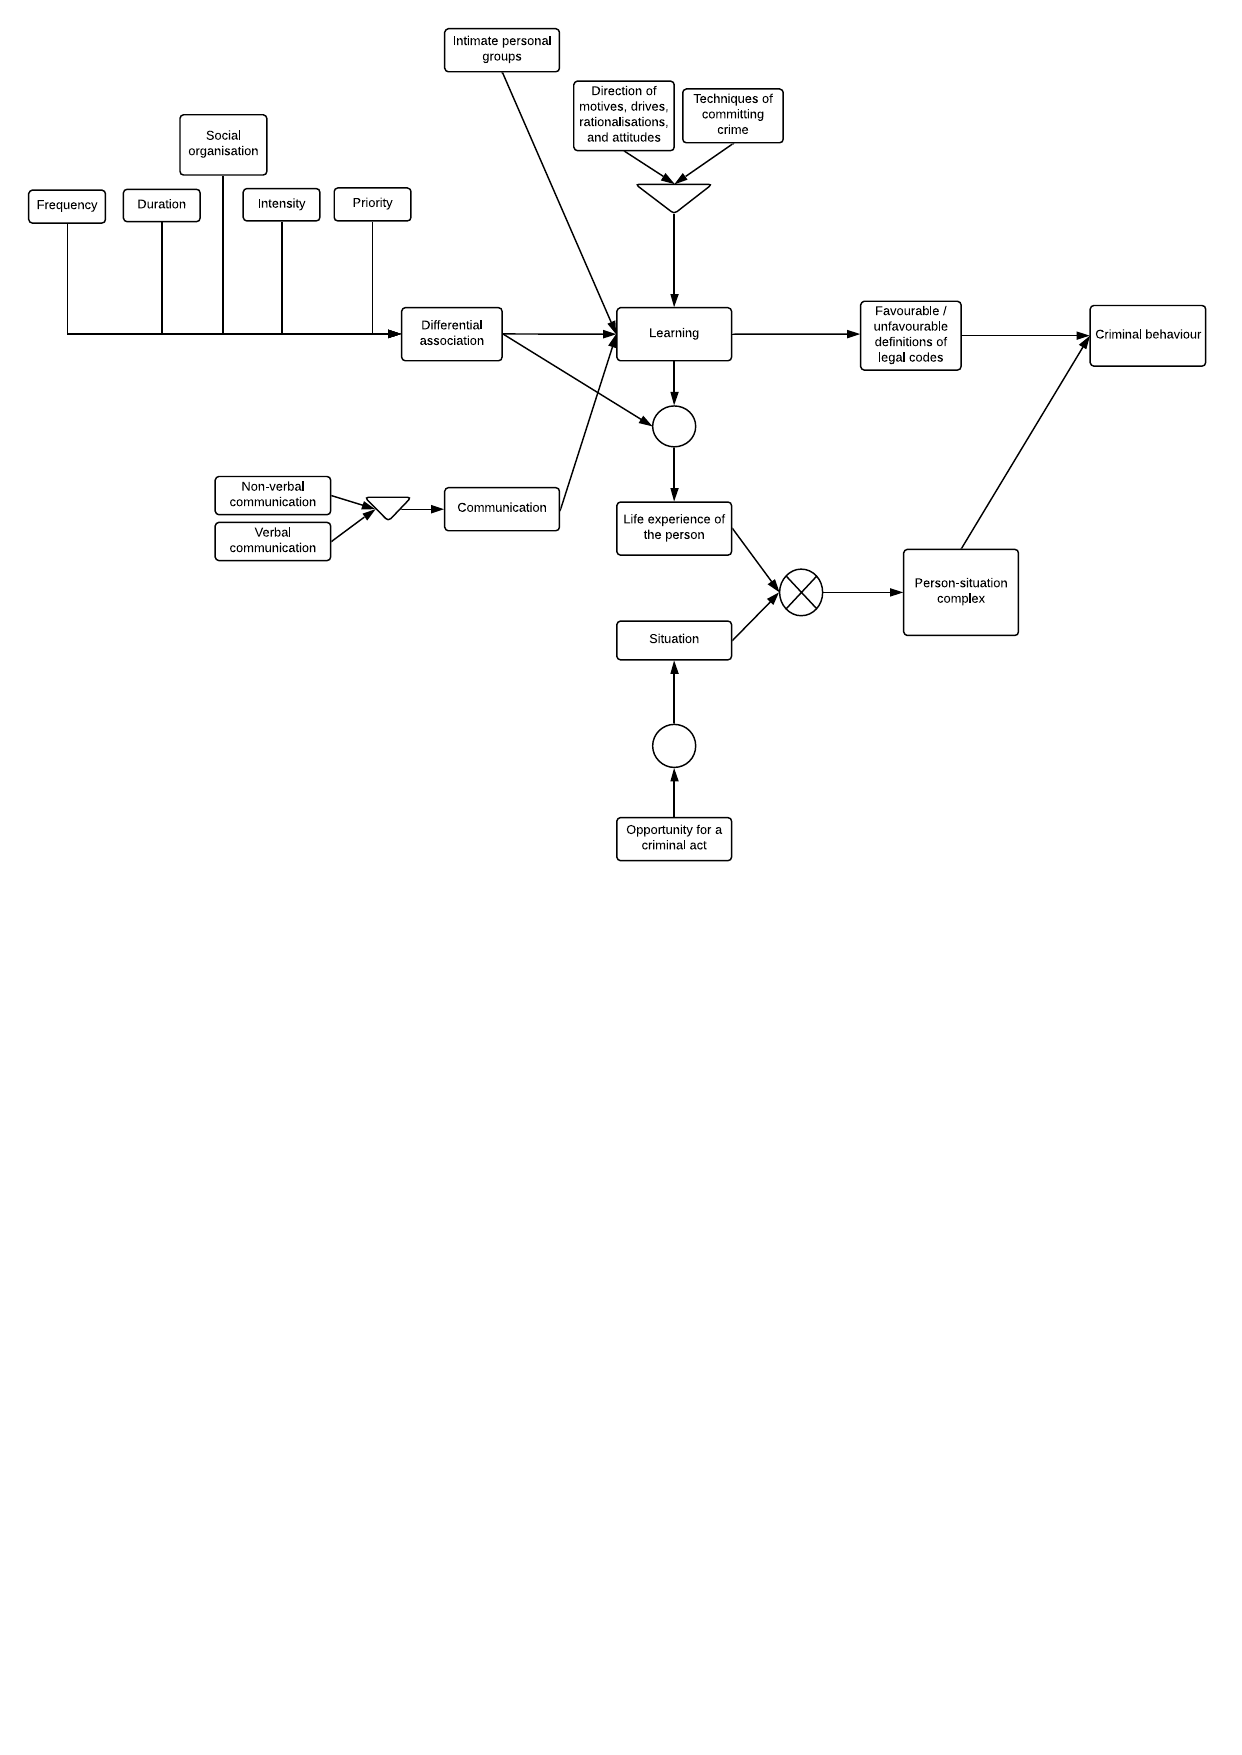 Intimate personal
groups
Direction of
motives, drives,
rationalisations,
and attitudes
Techniques of
committing
crime
Social
organisation
Frequency
Duration
Intensity
Priority
Differential
association
Learning
Favourable /
unfavourable
definitions of
legal codes
Criminal behaviour
Non-verbal
communication
Verbal
communication
Communication
Life experience of
the person
Person-situation
complex
Situation
Opportunity for a
criminal act